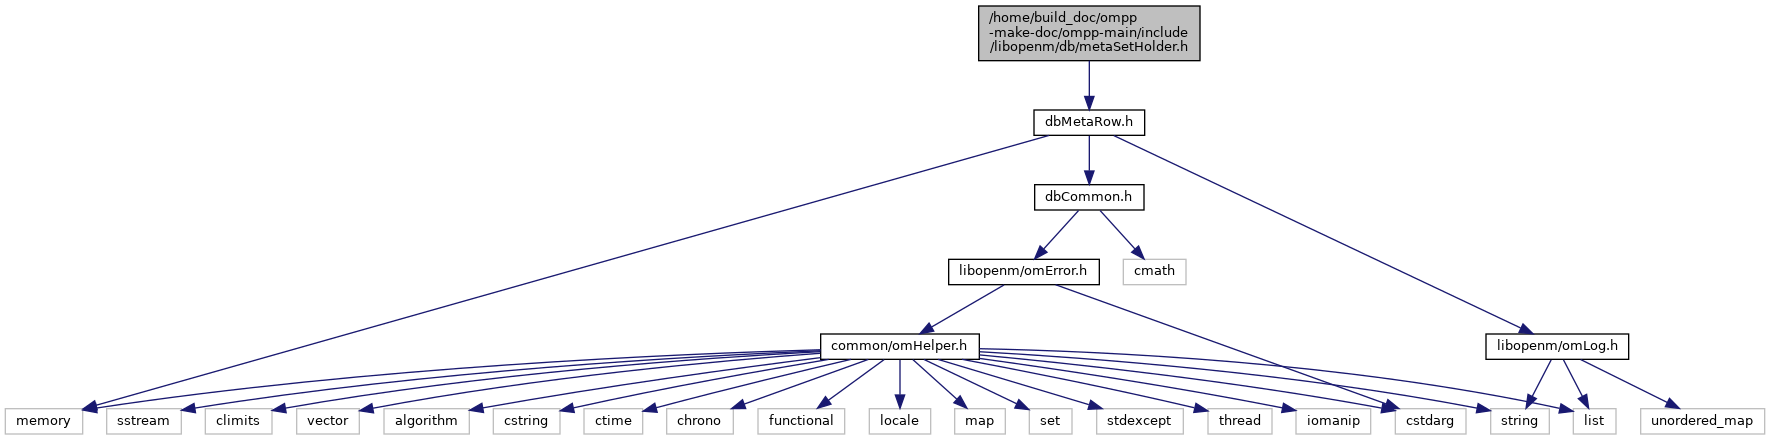 /home/build_doc/ompp
-make-doc/ompp-main/include
/libopenm/db/metaSetHolder.h
dbMetaRow.h
dbCommon.h
libopenm/omError.h
cmath
common/omHelper.h
libopenm/omLog.h
memory
sstream
climits
vector
algorithm
cstring
ctime
chrono
functional
locale
map
set
stdexcept
thread
iomanip
cstdarg
string
list
unordered_map